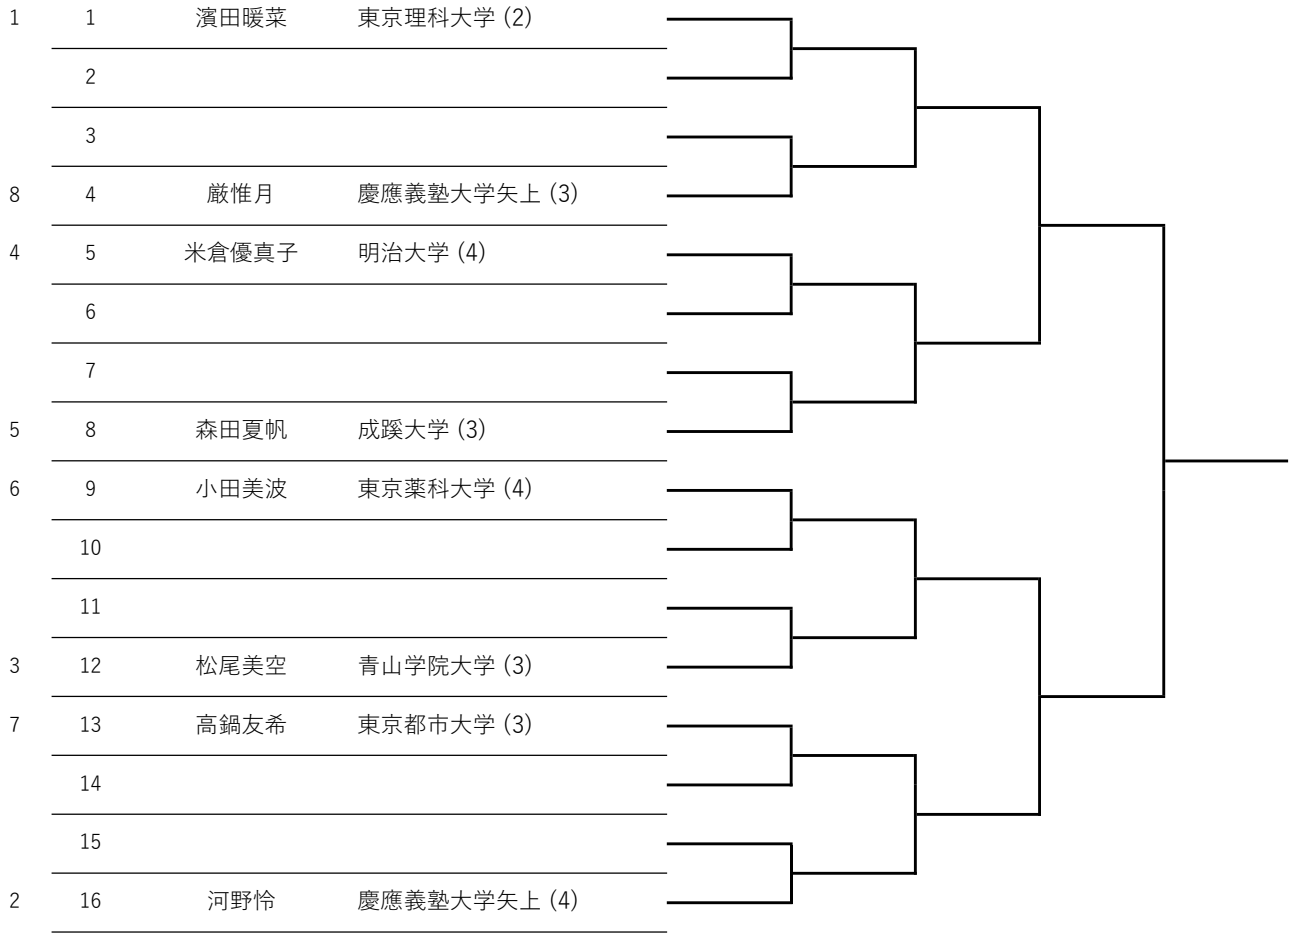 1 1 濱田暖菜 東京理科大学 (2)
2
3
8 4 厳惟月 慶應義塾大学矢上 (3)
4 5 米倉優真子 明治大学 (4)
6
7
5 8 森田夏帆 成蹊大学 (3)
6 9 小田美波 東京薬科大学 (4)
10
11
3 12 松尾美空 青山学院大学 (3)
7 13 高鍋友希 東京都市大学 (3)
14
15
2 16 河野怜 慶應義塾大学矢上 (4)